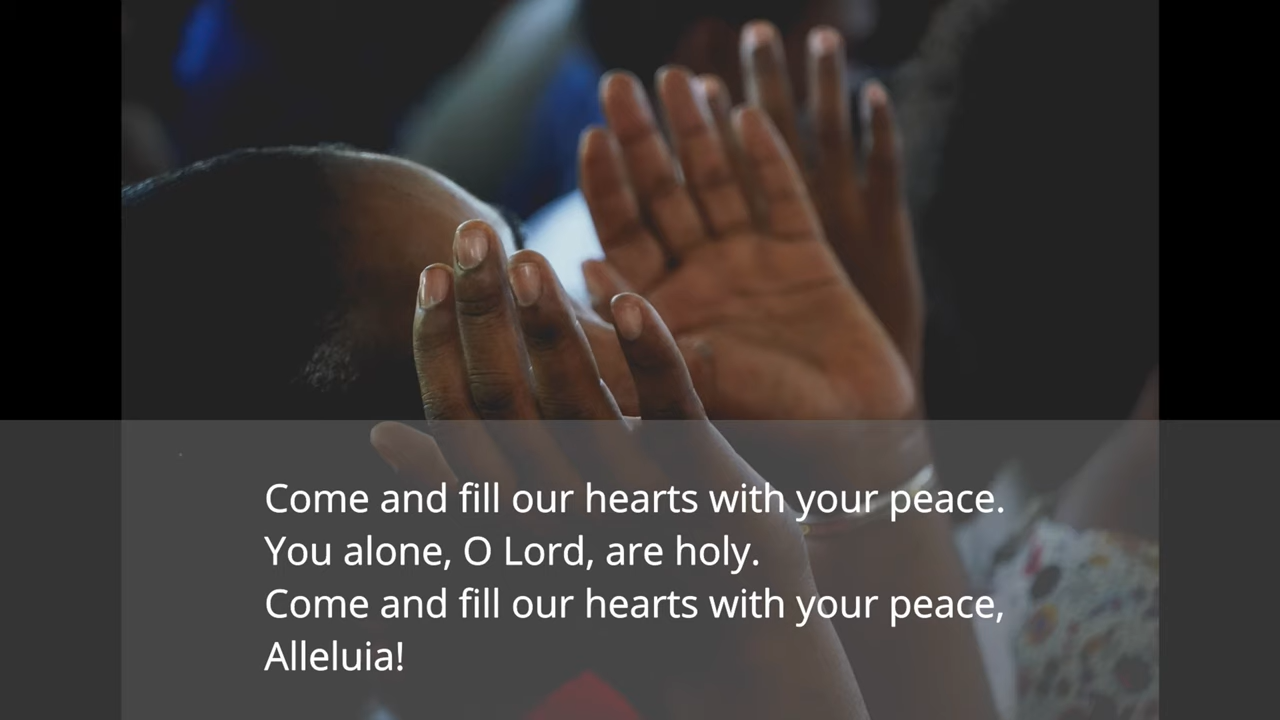 Come and fill our hearts with your peace.
You alone, O Lord, are holy.
Come and fill our hearts with your peace,
Alleluia!